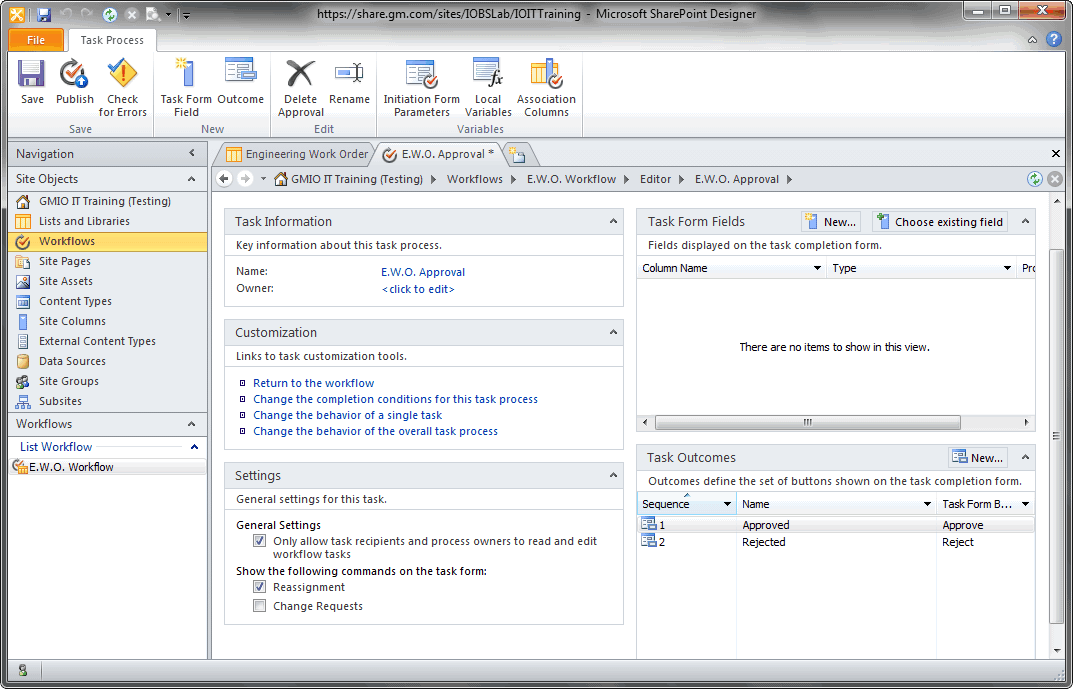 https://share.gm.com/sites/IOBSLab/IOITTraining - Microsoft SharePoint Designer
File
Task Process
Save
Publish
Check
for Errors
Task Form
Field
Outcome
Delete
Approval
Rename
Initiation Form
Parameters
Local
Variables
Association
Columns
Save
New
Edit
Variables
Navigation
Engineering Work Order
E.W.O. Approval *
Site Objects
GMIO IT Training (Testing)
Workflows
E.W.O. Workflow
Editor
E.W.O. Approval
GMIO IT Training (Testing)
Lists and Libraries
Workflows
Site Pages
Site Assets
Content Types
Site Columns
External Content Types
Data Sources
Site Groups
Subsites
Workflows
List Workflow
E.W.O. Workflow
Task Information
Key information about this task process.
Name: E.W.O. Approval
Owner: <click to edit>
Customization
Links to task customization tools.
Return to the workflow
Change the completion conditions for this task process
Change the behavior of a single task
Change the behavior of the overall task process
Settings
General settings for this task.
General Settings
Only allow task recipients and process owners to read and edit
workflow tasks
Show the following commands on the task form:
Reassignment
Change Requests
Task Form Fields
New...
Choose existing field
Fields displayed on the task completion form.
Column Name Type Pro
There are no items to show in this view.
Task Outcomes
New...
Outcomes define the set of buttons shown on the task completion form.
Sequence Name Task Form B...
1 Approved Approve
2 Rejected Reject